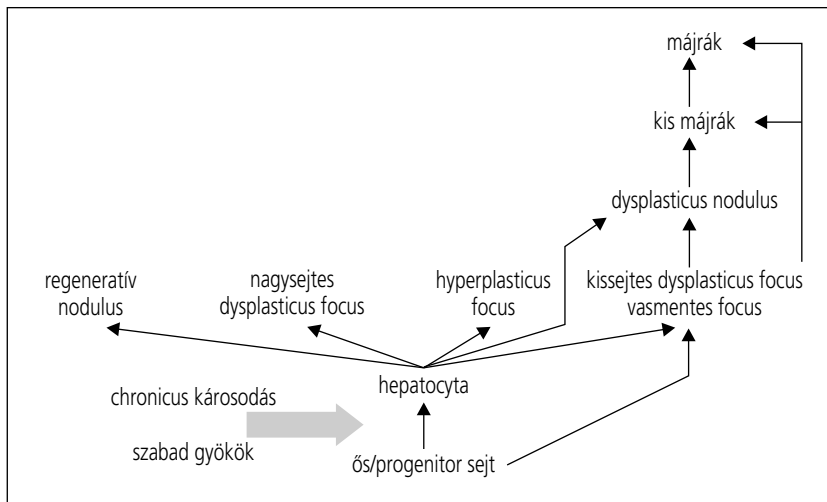 májrák
kis májrák
dysplasticus nodulus
regeneratív
nodulus
nagysejtes
dysplasticus focus
hyperplasticus
focus
kissejtes dysplasticus focus
vasmentes focus
hepatocyta
chronicus károsodás
szabad gyökök
ős/progenitor sejt